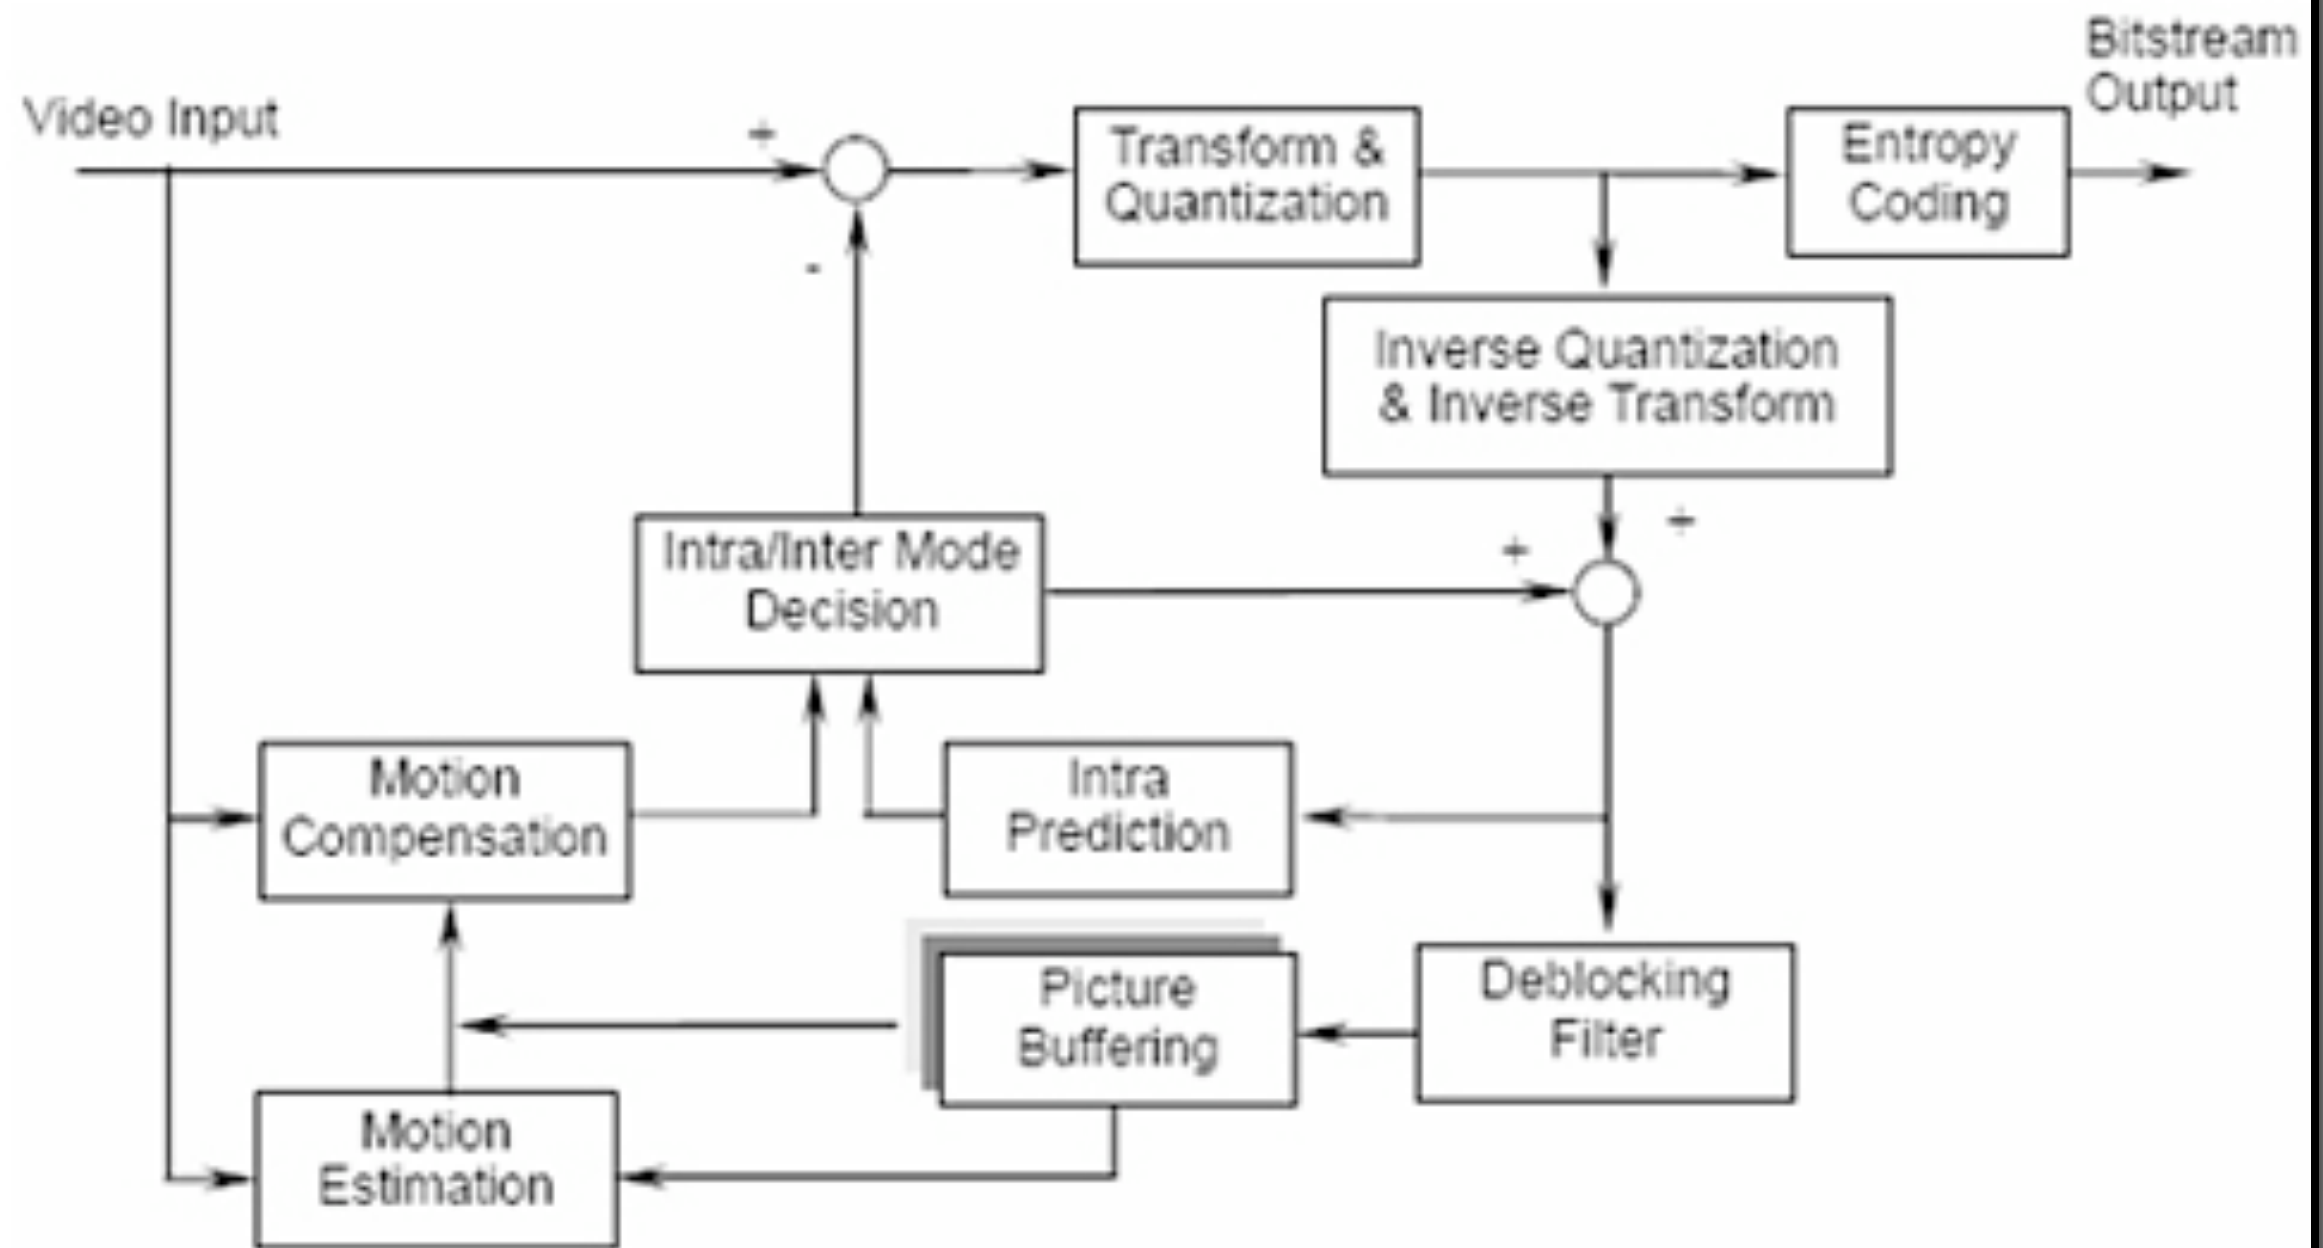 Bitstream
Output
Video Input
+
Transform &
Quantization
Entropy
Coding
-
Inverse Quantization
& Inverse Transform
+
+
Intra/Inter Mode
Decision
Motion
Compensation
Intra
Prediction
Picture
Buffering
Deblocking
Filter
Motion
Estimation